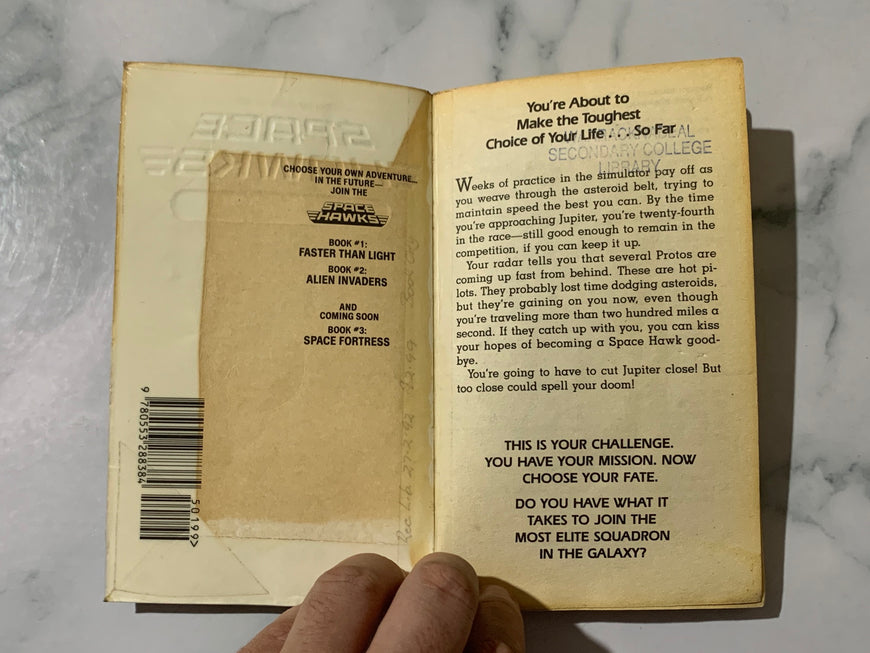 SPACE
HAWKS
CHOOSE YOUR OWN ADVENTURE...
IN THE FUTURE—
JOIN THE
SPACE
HAWKS
BOOK #1:
FASTER THAN LIGHT
BOOK #2:
ALIEN INVADERS
AND
COMING SOON
BOOK #3:
SPACE FORTRESS
9 780553 288384
50199>
27-2-92
You're About to
Make the Toughest
Choice of Your Life . . . So Far
SECONDARY COLLEGE
LIBRARY
Weeks of practice in the simulator pay off as
you weave through the asteroid belt, trying to
maintain speed the best you can. By the time
you're approaching Jupiter, you're twenty-fourth
in the race—still good enough to remain in the
competition, if you can keep it up.
Your radar tells you that several Protos are
coming up fast from behind. These are hot pi-
lots. They probably lost time dodging asteroids,
but they're gaining on you now, even though
you're traveling more than two hundred miles a
second. If they catch up with you, you can kiss
your hopes of becoming a Space Hawk good-
bye.
You're going to have to cut Jupiter close! But
too close could spell your doom!
THIS IS YOUR CHALLENGE.
YOU HAVE YOUR MISSION. NOW
CHOOSE YOUR FATE.
DO YOU HAVE WHAT IT
TAKES TO JOIN THE
MOST ELITE SQUADRON
IN THE GALAXY?